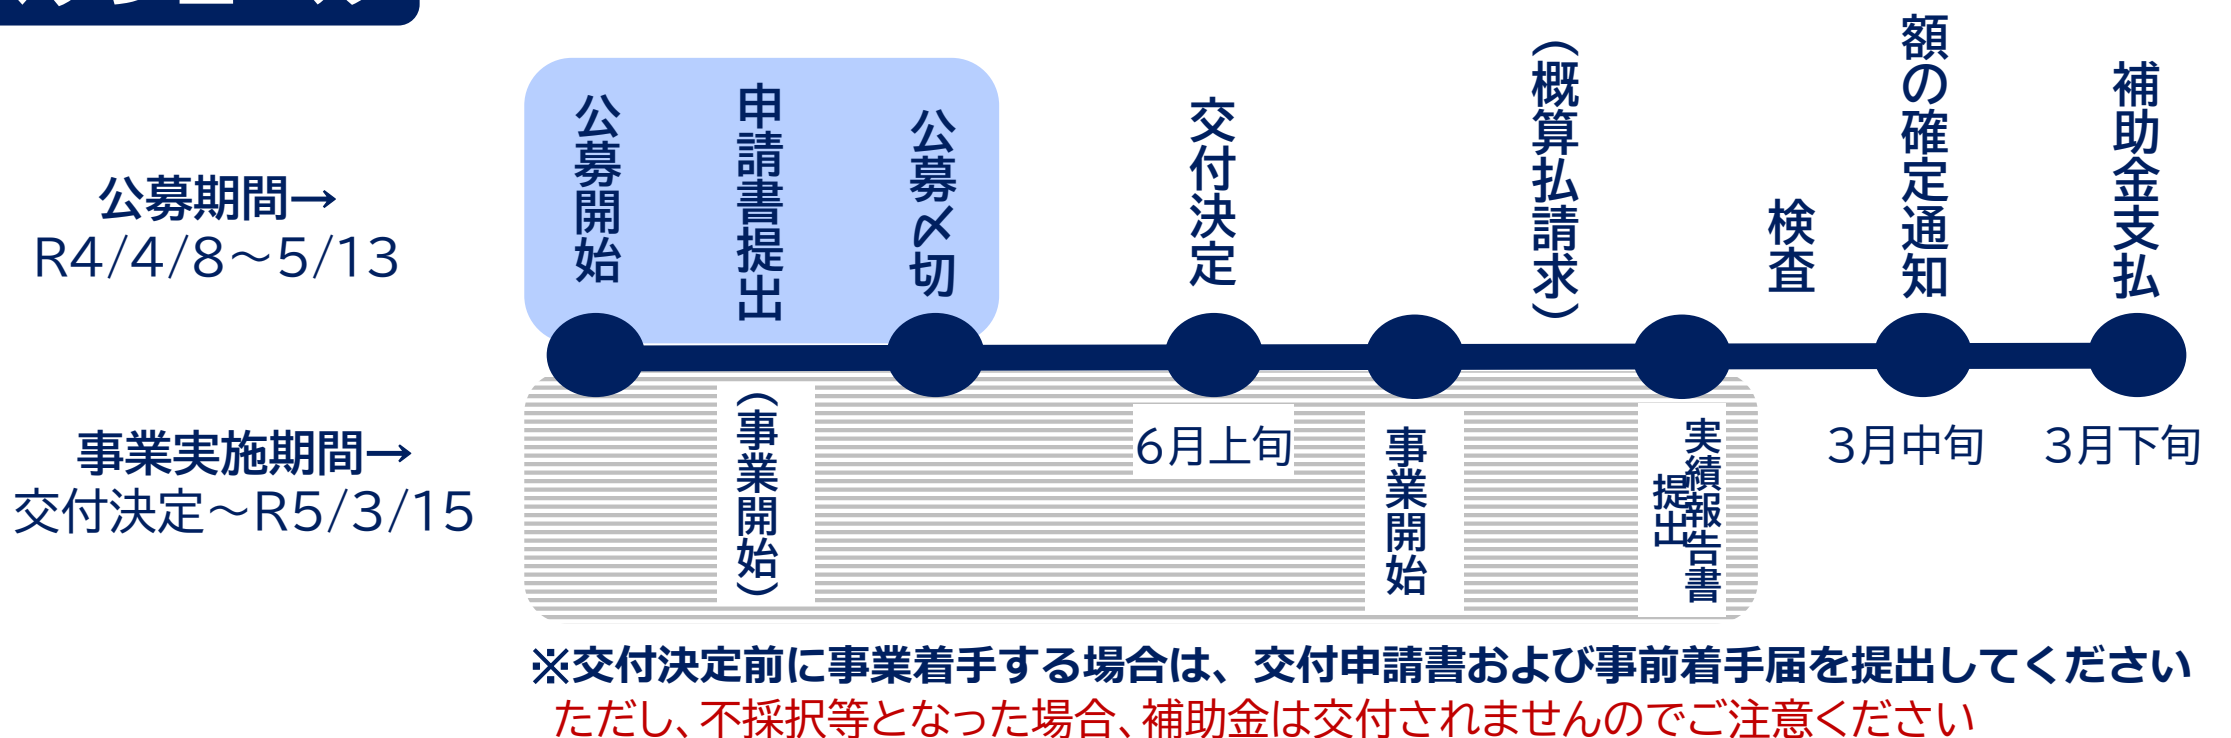 公募開始
申請書提出
公募〆切
交付決定
（概算払請求）
検査
額の確定通知
補助金支払
公募期間→
R4/4/8～5/13
事業実施期間→
交付決定～R5/3/15
（事業開始）
6月上旬
事業開始
実績報告書
提出
3月中旬
3月下旬
※交付決定前に事業着手する場合は、交付申請書および事前着手届を提出してください
ただし、不採択等となった場合、補助金は交付されませんのでご注意ください